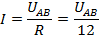 I = U_AB / R = U_AB / 12